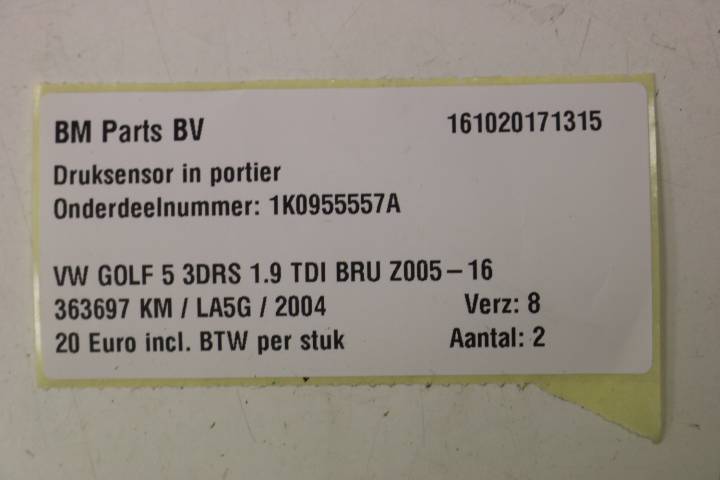 BM Parts BV 161020171315
Druksensor in portier
Onderdeelnummer: 1K0955557A
VW GOLF 5 3DRS 1.9 TDI BRU Z005-16
363697 KM / LA5G / 2004 Verz: 8
20 Euro incl. BTW per stuk Aantal: 2